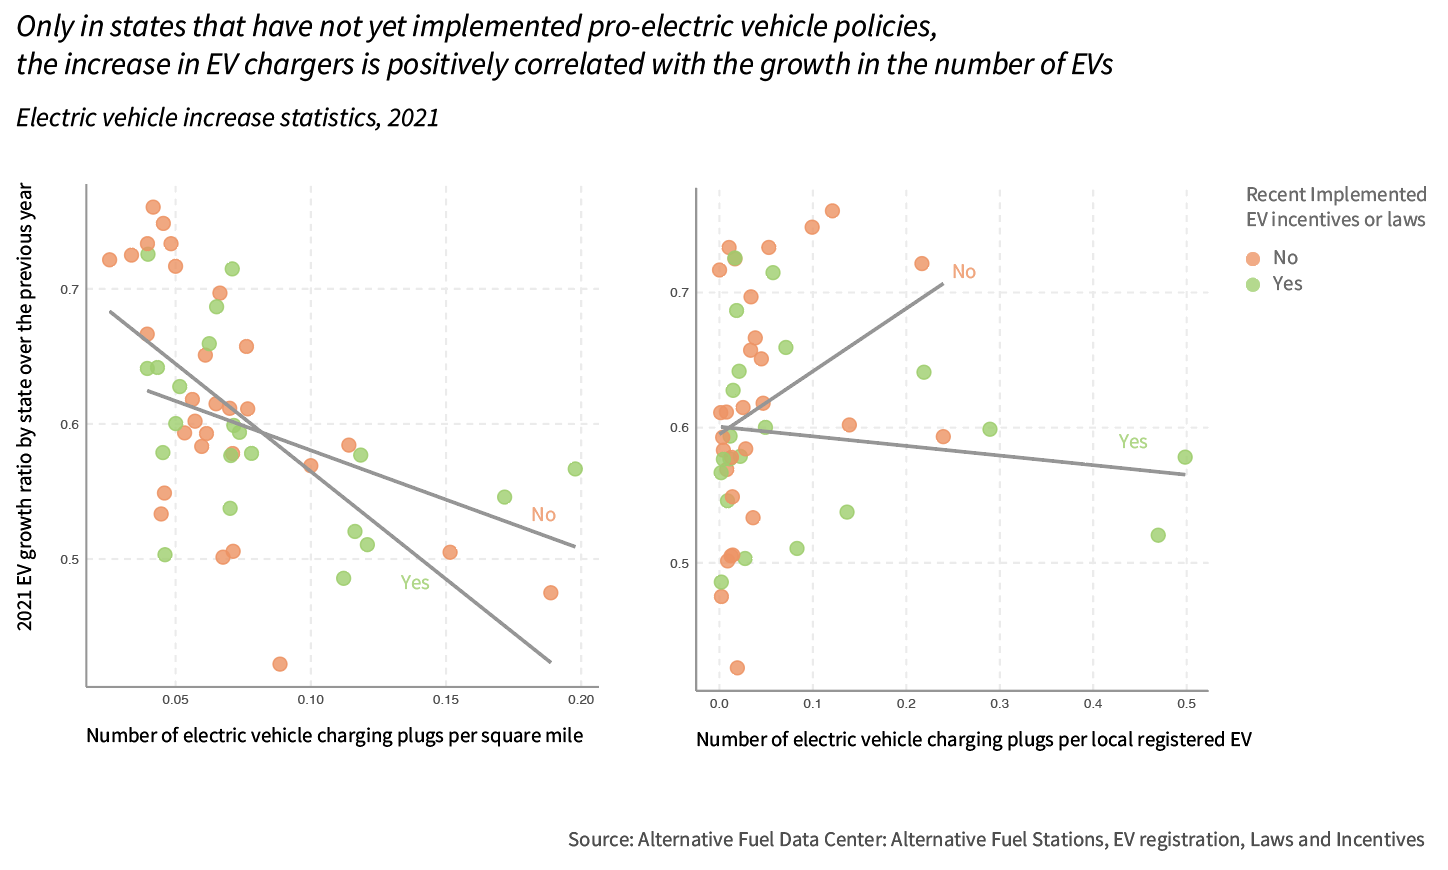 Only in states that have not yet implemented pro-electric vehicle policies,
the increase in EV chargers is positively correlated with the growth in the number of EVs
Electric vehicle increase statistics, 2021
2021 EV growth ratio by state over the previous year
0.7
0.6
0.5
No
Yes
0.05
0.10
0.15
0.20
Number of electric vehicle charging plugs per square mile
0.7
0.6
0.5
No
Yes
0.0
0.1
0.2
0.3
0.4
0.5
Number of electric vehicle charging plugs per local registered EV
Recent Implemented
EV incentives or laws
No
Yes
Source: Alternative Fuel Data Center: Alternative Fuel Stations, EV registration, Laws and Incentives